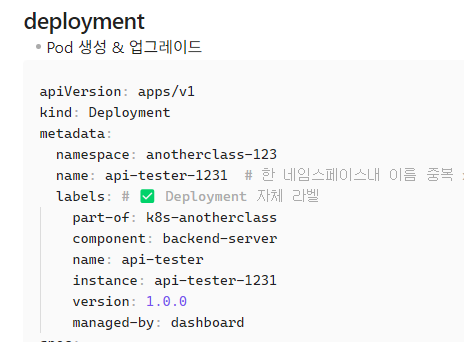 deployment
Pod 생성 & 업그레이드
apiVersion: apps/v1
kind: Deployment
metadata:
  namespace: anotherclass-123
  name: api-tester-1231  # 한 네임스페이스내 이름 중복
  labels: # ✅ Deployment 자체 라벨
    part-of: k8s-anotherclass
    component: backend-server
    name: api-tester
    instance: api-tester-1231
    version: 1.0.0
    managed-by: dashboard